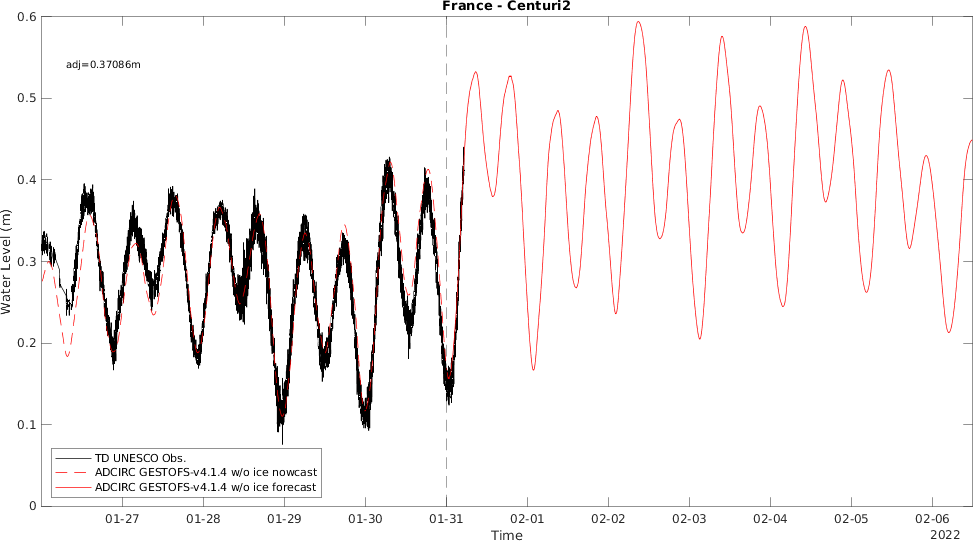 France - Centuri2
adj=0.37086m
Water Level (m)
0.6
0.5
0.4
0.3
0.2
0.1
0
TD UNESCO Obs.
ADCIRC GESTOFS-v4.1.4 w/o ice nowcast
ADCIRC GESTOFS-v4.1.4 w/o ice forecast
01-27 01-28 01-29 01-30 01-31 02-01 02-02 02-03 02-04 02-05 02-06
Time
2022